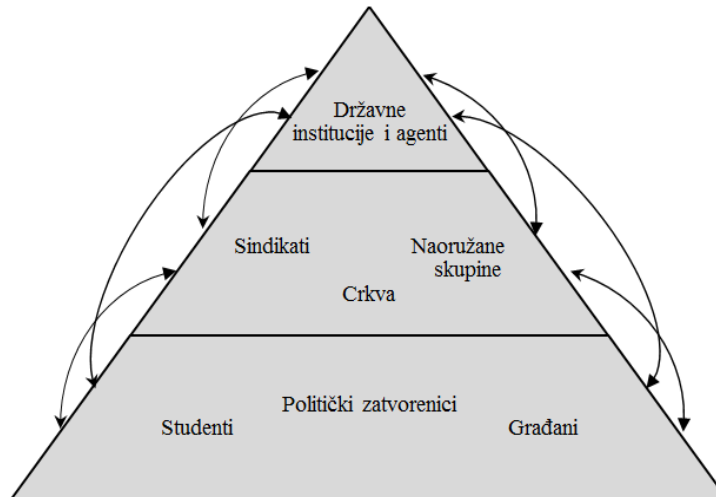 Državne
institucije i agenti
Sindikati
Naoružane
skupine
Crkva
Politički zatvorenici
Studenti
Građani